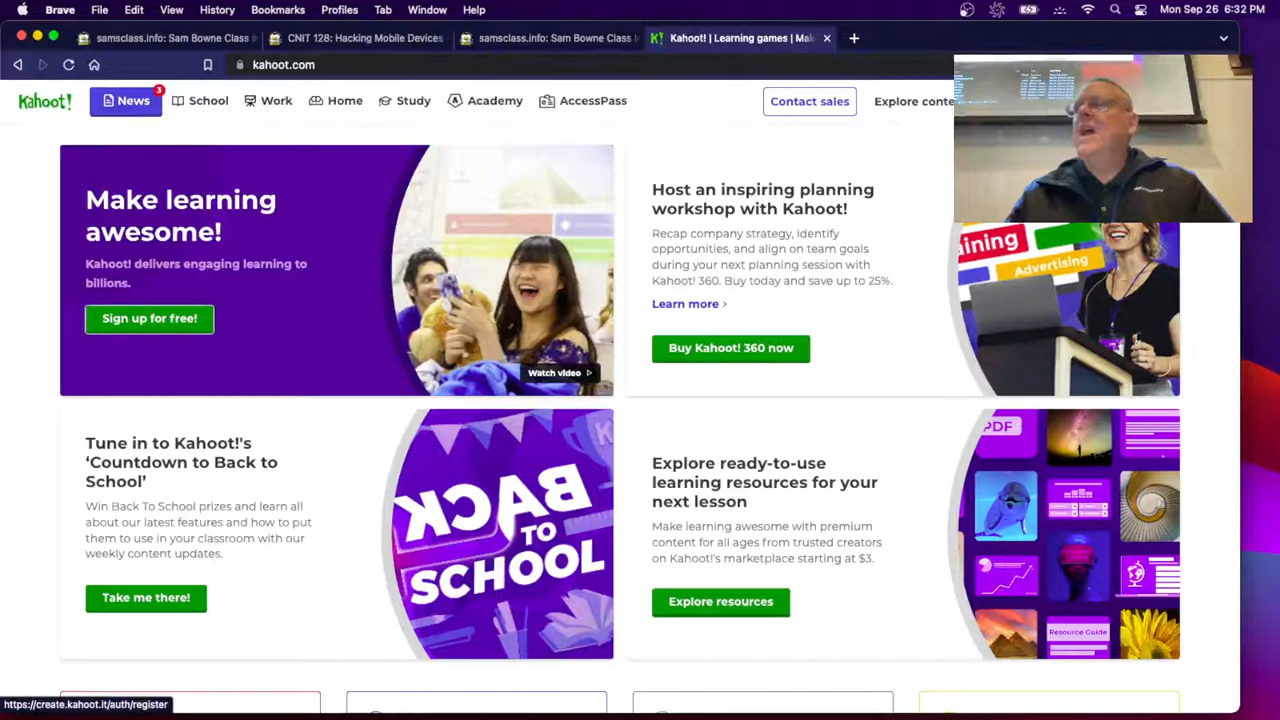 Brave File Edit View History Bookmarks Profiles Tab Window Help Mon Sep 26 6:32 PM
samsclass.info: Sam Bowne Class I
CNIT 128: Hacking Mobile Devices
samsclass.info: Sam Bowne Class I
Kahoot! | Learning games | Mak
kahoot.com
Kahoot! News 3 School Work Home Study Academy AccessPass Contact sales Explore conte
Make learning
awesome!
Kahoot! delivers engaging learning to
billions.
Sign up for free!
Watch video
Host an inspiring planning
workshop with Kahoot!
Recap company strategy, identify
opportunities, and align on team goals
during your next planning session with
Kahoot! 360. Buy today and save up to 25%.
Learn more
Buy Kahoot! 360 now
aining
Advertising
Tune in to Kahoot!'s
‘Countdown to Back to
School’
Win Back To School prizes and learn all
about our latest features and how to put
them to use in your classroom with our
weekly content updates.
Take me there!
BACK
TO
SCHOOL
Explore ready-to-use
learning resources for your
next lesson
Make learning awesome with premium
content for all ages from trusted creators
on Kahoot!'s marketplace starting at $3.
Explore resources
PDF
Resource Guide
https://create.kahoot.it/auth/register